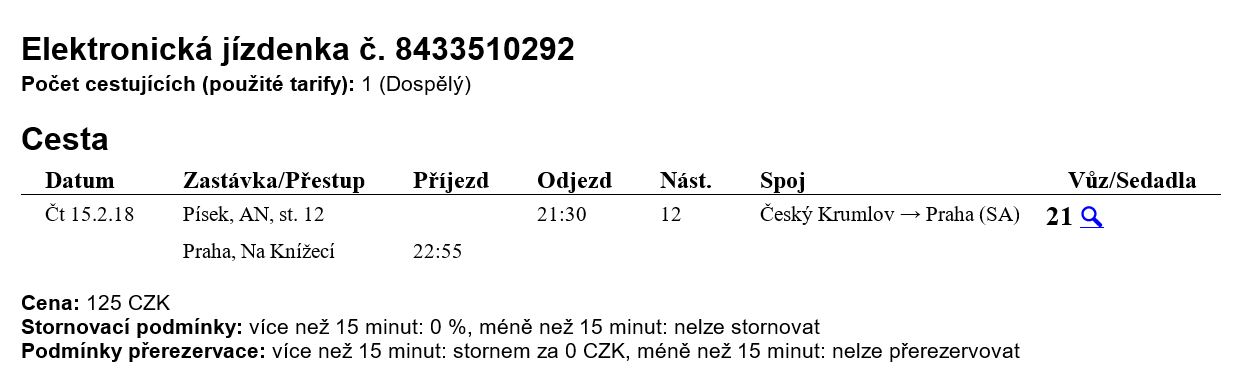 Elektronická jízdenka č. 8433510292
Počet cestujících (použité tarify): 1 (Dospělý)
Cesta
Datum Zastávka/Přestup Příjezd Odjezd Nást. Spoj Vůz/Sedadla
Čt 15.2.18 Písek, AN, st. 12 21:30 12 Český Krumlov → Praha (SA) 21
Praha, Na Knížecí 22:55
Cena: 125 CZK
Stornovací podmínky: více než 15 minut: 0 %, méně než 15 minut: nelze stornovat
Podmínky přerezervace: více než 15 minut: stornem za 0 CZK, méně než 15 minut: nelze přerezervovat